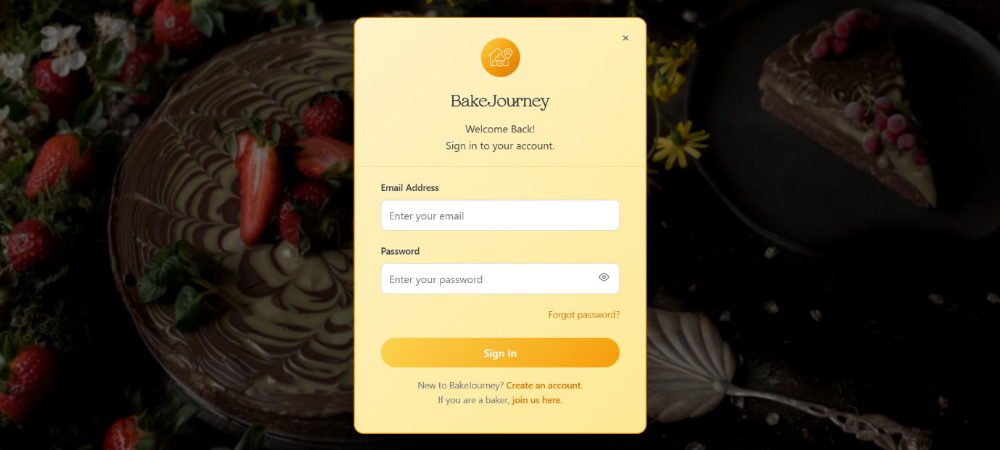 BakeJourney
Welcome Back!
Sign in to your account.
Email Address
Enter your email
Password
Enter your password
Forgot password?
Sign In
New to BakeJourney? Create an account.
If you are a baker, join us here.